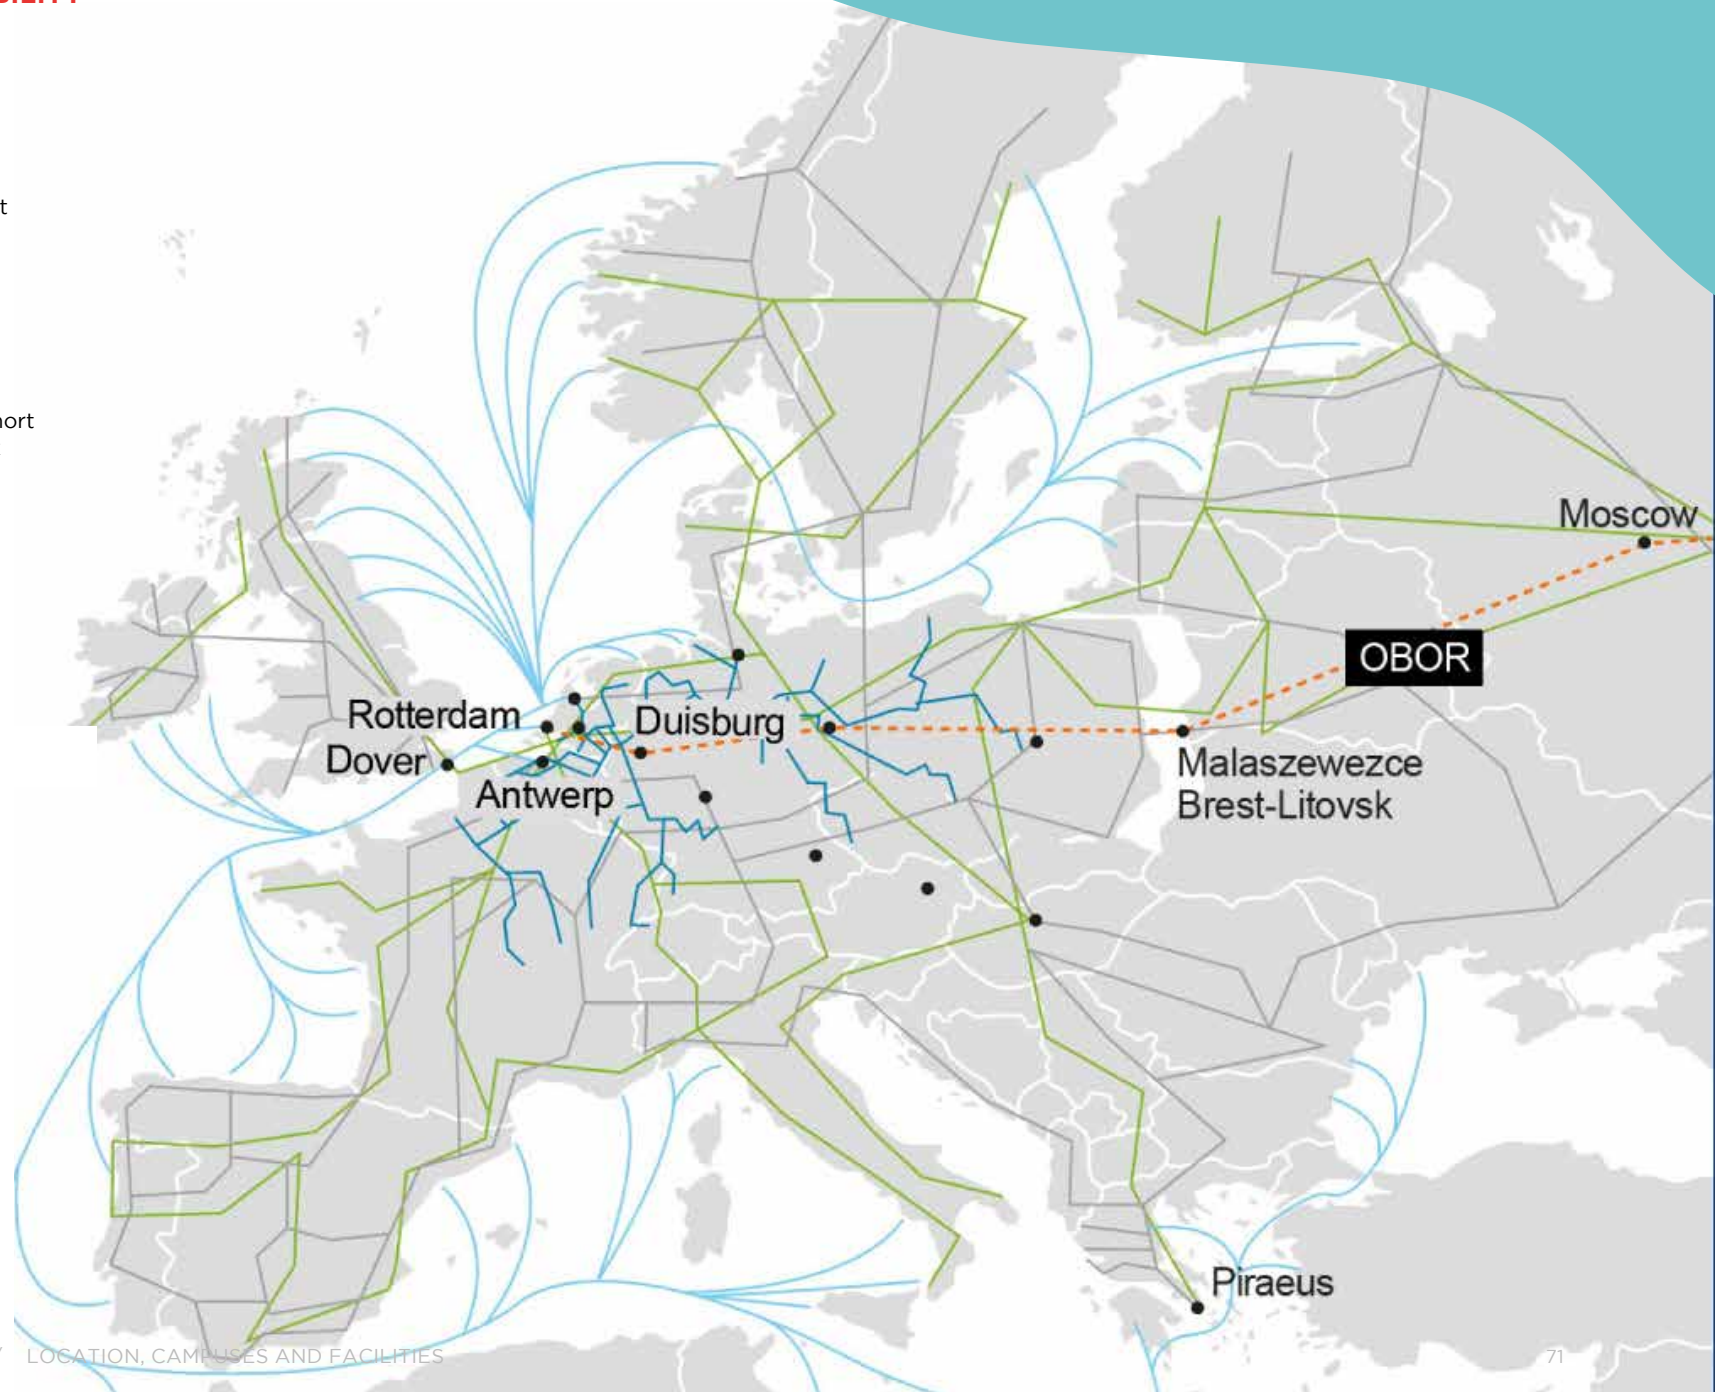 Moscow
OBOR
Rotterdam
Duisburg
Dover
Antwerp
Malaszewezce
Brest-Litovsk
Piraeus
LOCATION, CAMPUSES AND FACILITIES
71